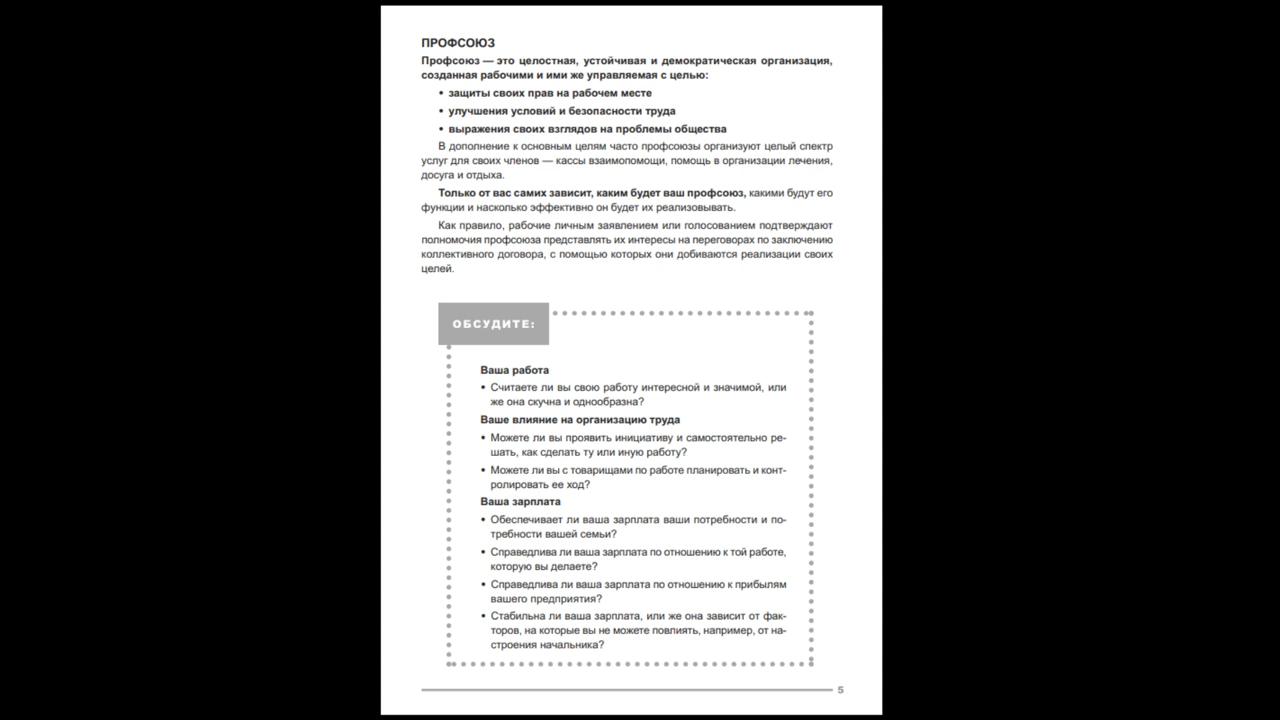 ПРОФСОЮЗ
Профсоюз — это целостная, устойчивая и демократическая организация,
созданная рабочими и ими же управляемая с целью:
• защиты своих прав на рабочем месте
• улучшения условий и безопасности труда
• выражения своих взглядов на проблемы общества
В дополнение к основным целям часто профсоюзы организуют целый спектр
услуг для своих членов — кассы взаимопомощи, помощь в организации лечения,
досуга и отдыха.
Только от вас самих зависит, каким будет ваш профсоюз, какими будут его
функции и насколько эффективно он будет их реализовывать.
Как правило, рабочие личным заявлением или голосованием подтверждают
полномочия профсоюза представлять их интересы на переговорах по заключению
коллективного договора, с помощью которых они добиваются реализации своих
целей.
ОБСУДИТЕ:
Ваша работа
• Считаете ли вы свою работу интересной и значимой, или
же она скучна и однообразна?
Ваше влияние на организацию труда
• Можете ли вы проявить инициативу и самостоятельно ре-
шать, как сделать ту или иную работу?
• Можете ли вы с товарищами по работе планировать и конт-
ролировать ее ход?
Ваша зарплата
• Обеспечивает ли ваша зарплата ваши потребности и по-
требности вашей семьи?
• Справедлива ли ваша зарплата по отношению к той работе,
которую вы делаете?
• Справедлива ли ваша зарплата по отношению к прибылям
вашего предприятия?
• Стабильна ли ваша зарплата, или же она зависит от фак-
торов, на которые вы не можете повлиять, например, от на-
строения начальника?
5